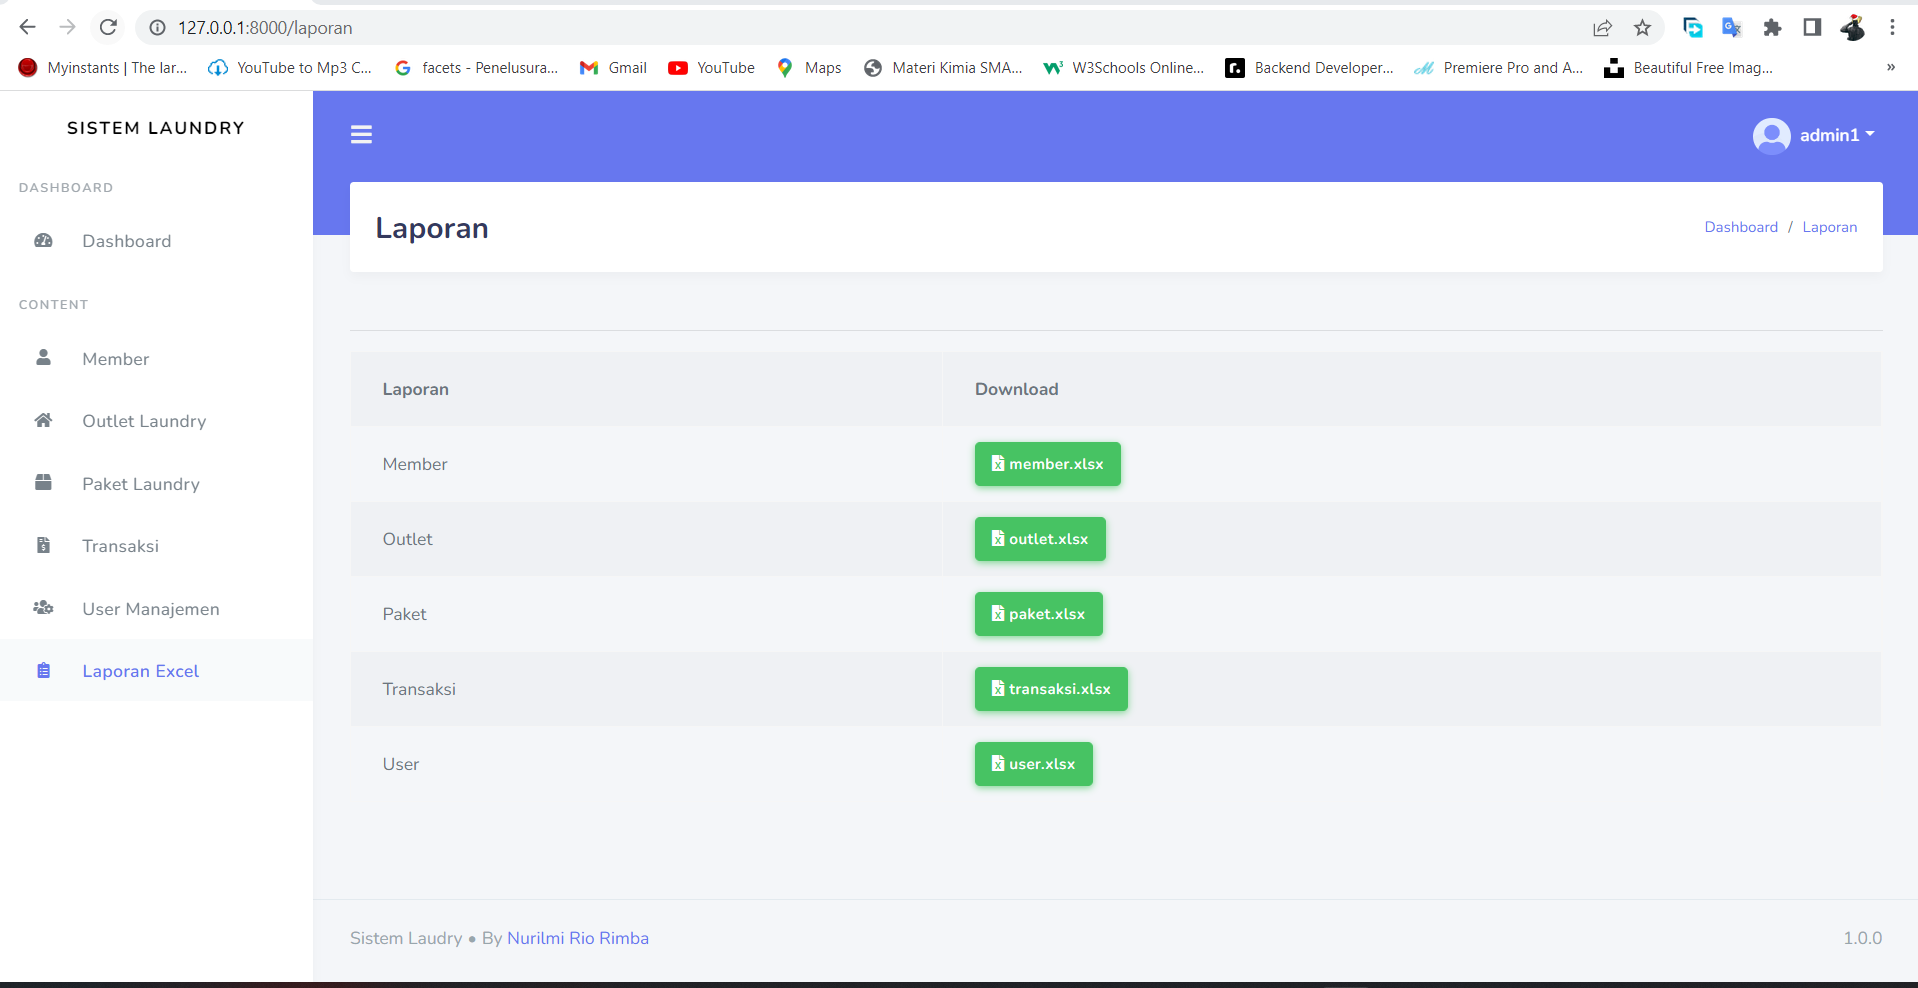 127.0.0.1:8000/laporan
Myinstants | The lar... YouTube to Mp3 C... facets - Penelusura... Gmail YouTube Maps Materi Kimia SMA... W3Schools Online... Backend Developer... Premiere Pro and A... Beautiful Free Imag... »
SISTEM LAUNDRY
admin1
DASHBOARD
Dashboard
CONTENT
Member
Outlet Laundry
Paket Laundry
Transaksi
User Manajemen
Laporan Excel
Laporan
Dashboard / Laporan
Laporan Download
Member member.xlsx
Outlet outlet.xlsx
Paket paket.xlsx
Transaksi transaksi.xlsx
User user.xlsx
Sistem Laudry • By Nurilmi Rio Rimba
1.0.0